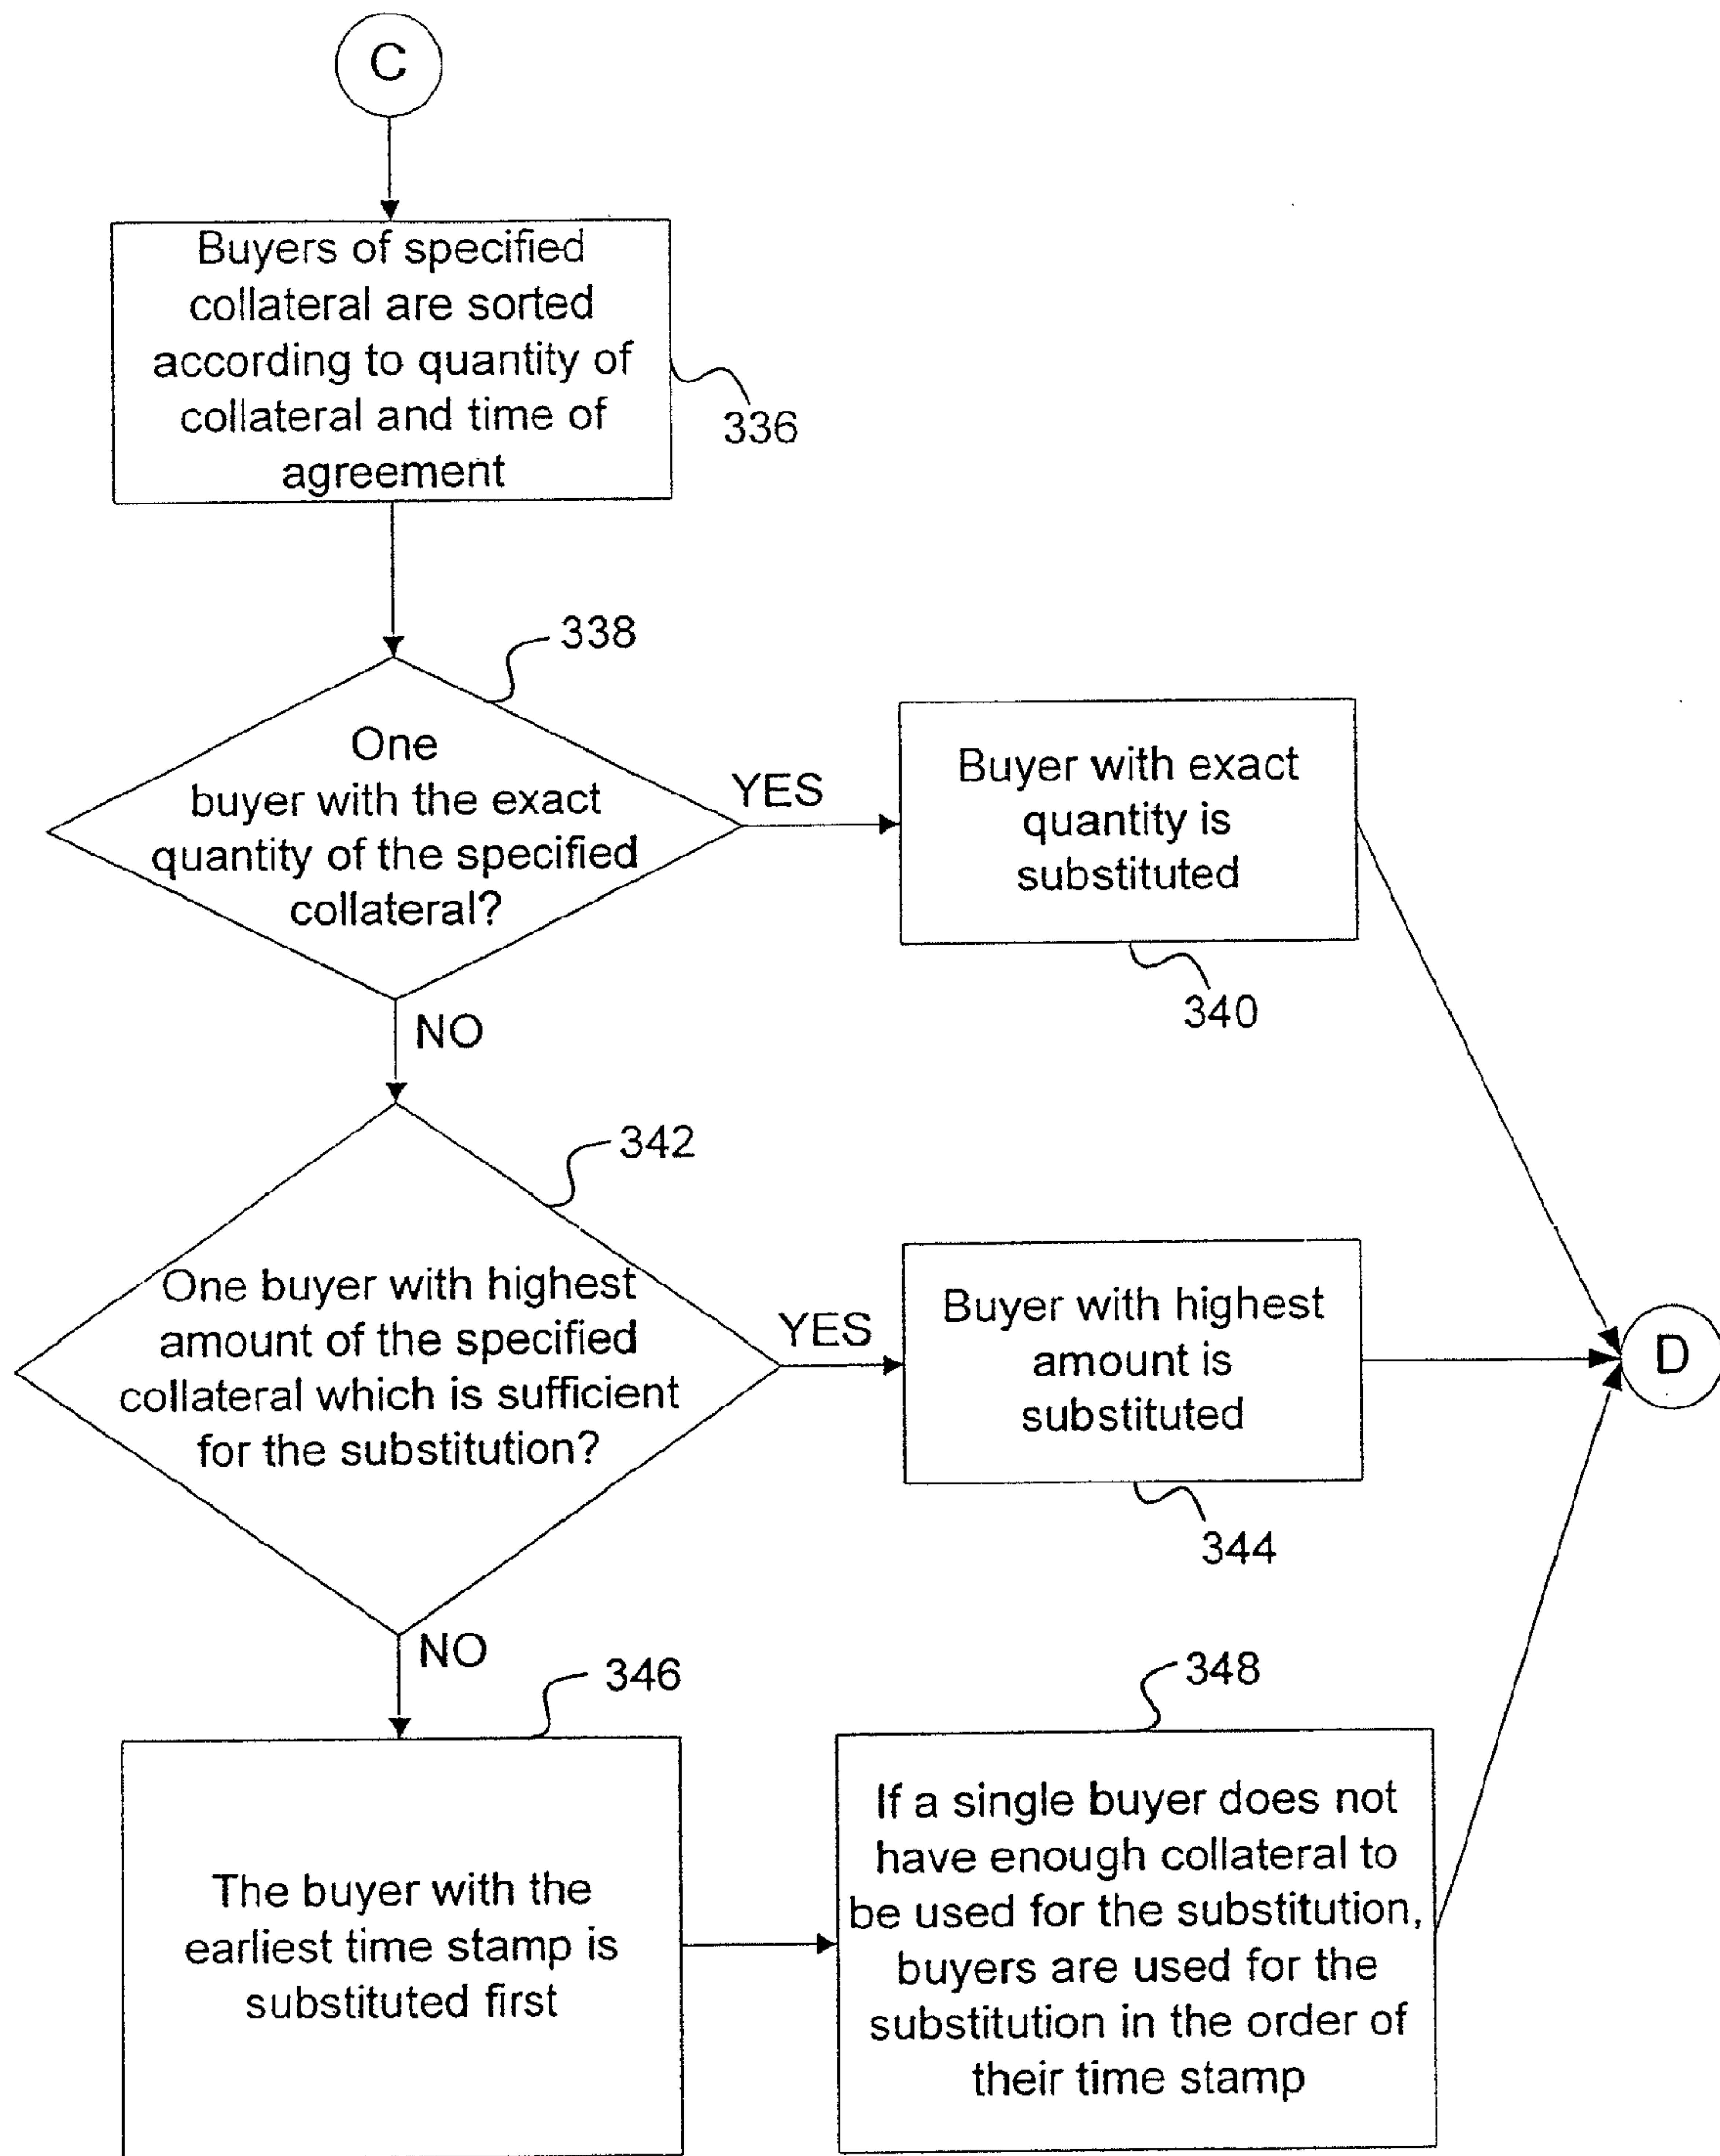 C
Buyers of specified
collateral are sorted
according to quantity of
collateral and time of
agreement
336
338
One
buyer with the exact
quantity of the specified
collateral?
YES
Buyer with exact
quantity is
substituted
340
NO
342
One buyer with highest
amount of the specified
collateral which is sufficient
for the substitution?
YES
Buyer with highest
amount is
substituted
344
D
NO
346
The buyer with the
earliest time stamp is
substituted first
348
If a single buyer does not
have enough collateral to
be used for the substitution,
buyers are used for the
substitution in the order of
their time stamp